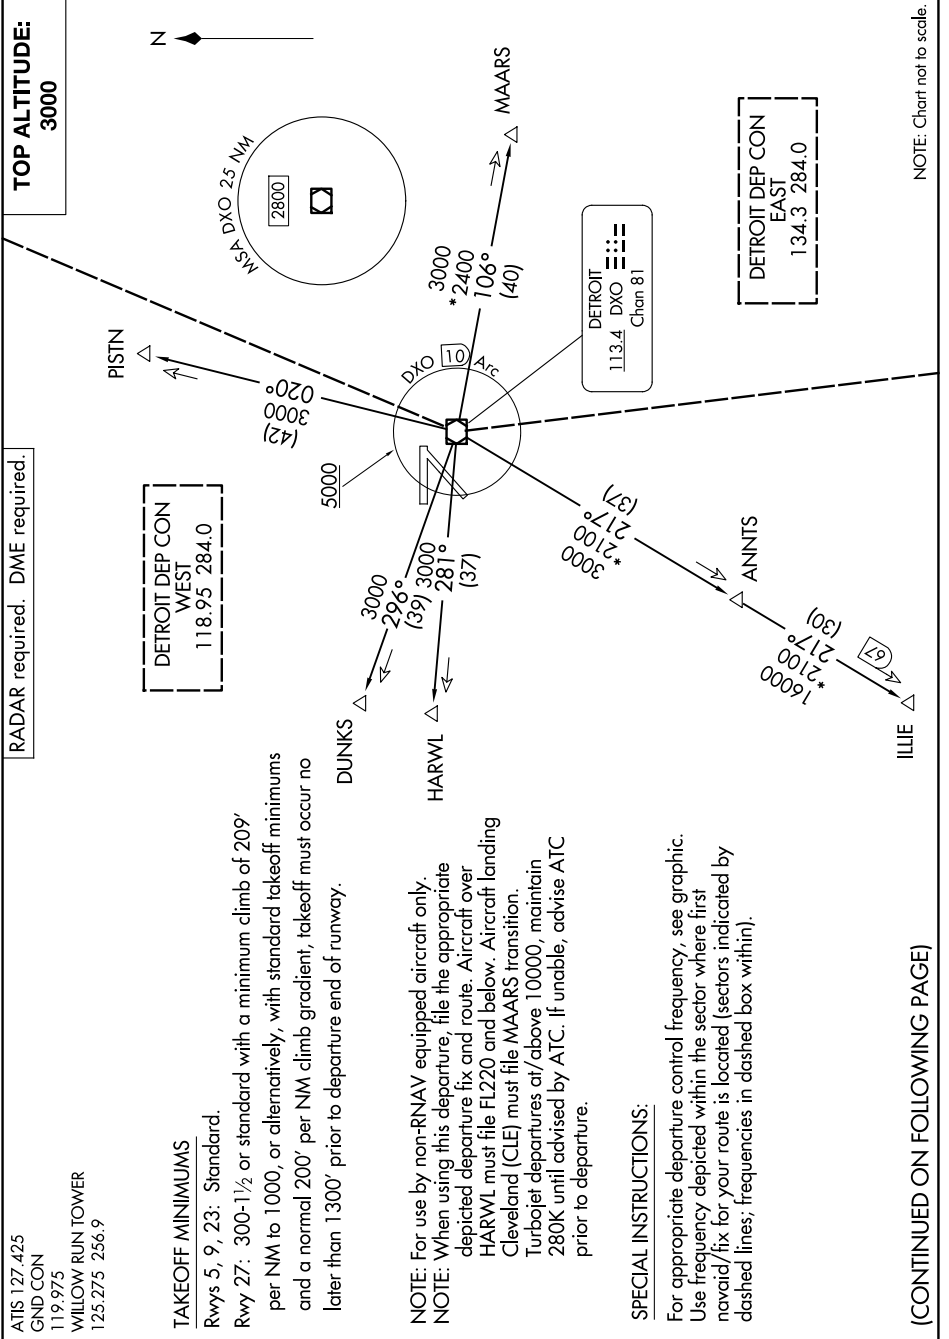 ATIS 127.425
GND CON
119.975
WILLOW RUN TOWER
125.275 256.9
RADAR required. DME required.
TOP ALTITUDE:
3000
TAKEOFF MINIMUMS
Rwys 5, 9, 23: Standard.
Rwy 27: 300-1½ or standard with a minimum climb of 209'
per NM to 1000, or alternatively, with standard takeoff minimums
and a normal 200' per NM climb gradient, takeoff must occur no
later than 1300' prior to departure end of runway.
NOTE: For use by non-RNAV equipped aircraft only.
NOTE: When using this departure, file the appropriate
depicted departure fix and route. Aircraft over
HARWL must file FL220 and below. Aircraft landing
Cleveland (CLE) must file MAARS transition.
Turbojet departures at/above 10000, maintain
280K until advised by ATC. If unable, advise ATC
prior to departure.
SPECIAL INSTRUCTIONS:
For appropriate departure control frequency, see graphic.
Use frequency depicted within the sector where first
navaid/fix for your route is located (sectors indicated by
dashed lines; frequencies in dashed box within).
(CONTINUED ON FOLLOWING PAGE)
DETROIT DEP CON
WEST
118.95 284.0
PISTN
020°
3000
(42)
MSA DXO 25 NM
2800
N
5000
DXO 10 Arc
DUNKS
3000
296°
(39)
HARWL
3000
281°
(37)
3000
*2400
106°
(40)
MAARS
DETROIT
113.4 DXO
Chan 81
(37)
217°
*2100
3000
ANNTS
(30)
217°
*2100
16000
67
ILLIE
DETROIT DEP CON
EAST
134.3 284.0
NOTE: Chart not to scale.